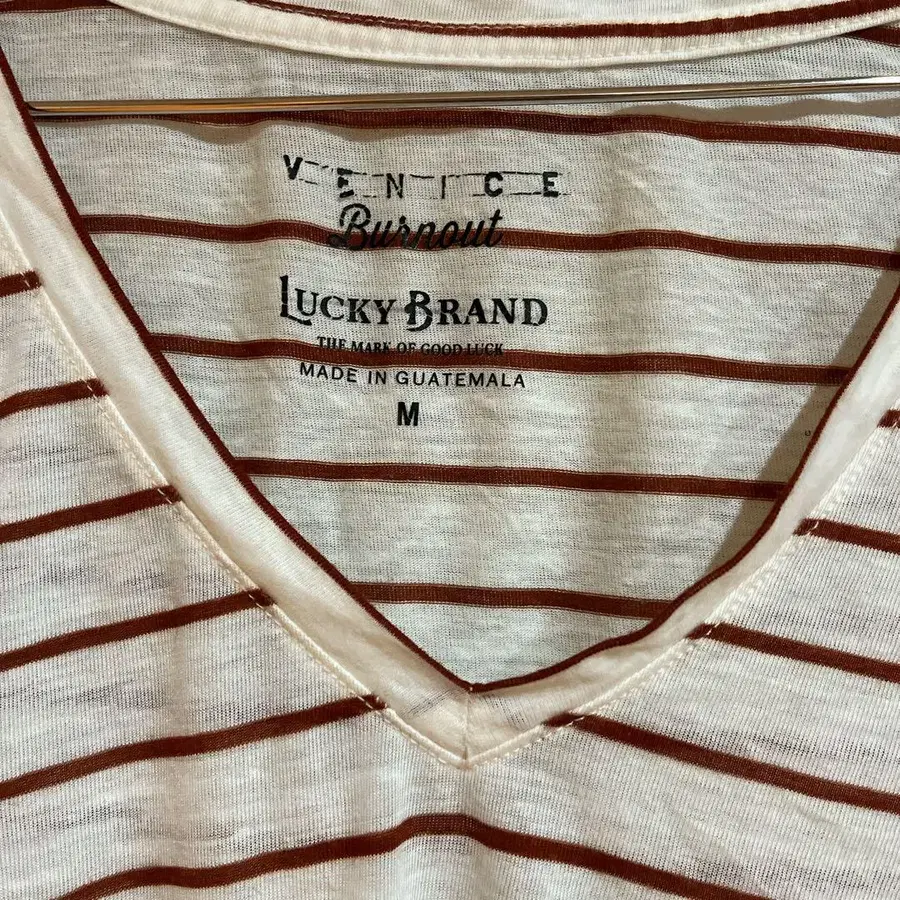 VENICE
Burnout
LUCKY BRAND
THE MARK OF GOOD LUCK
MADE IN GUATEMALA
M